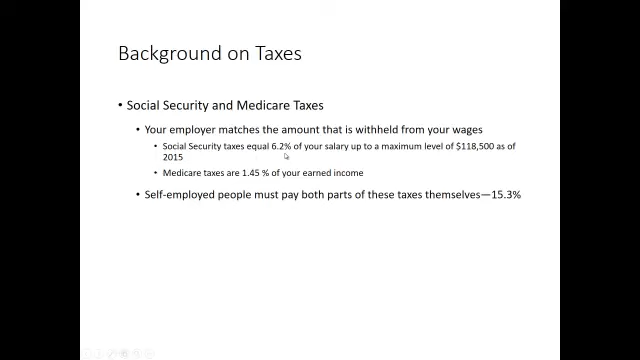 Background on Taxes
• Social Security and Medicare Taxes
• Your employer matches the amount that is withheld from your wages
• Social Security taxes equal 6.2% of your salary up to a maximum level of $118,500 as of
2015
• Medicare taxes are 1.45 % of your earned income
• Self-employed people must pay both parts of these taxes themselves—15.3%